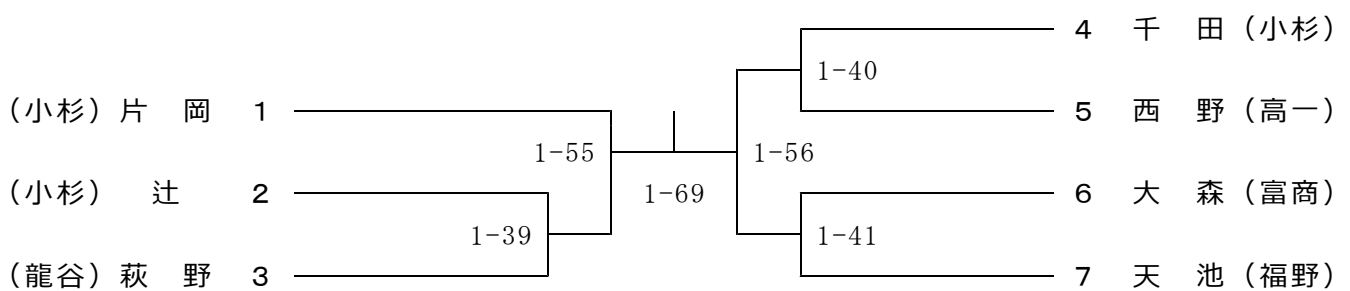 4 千 田（小杉）
1-40
（小杉）片 岡 1
5 西 野（高一）
1-55
1-56
（小杉） 辻 2
1-69
6 大 森（富商）
1-39
1-41
（龍谷）萩 野 3
7 天 池（福野）